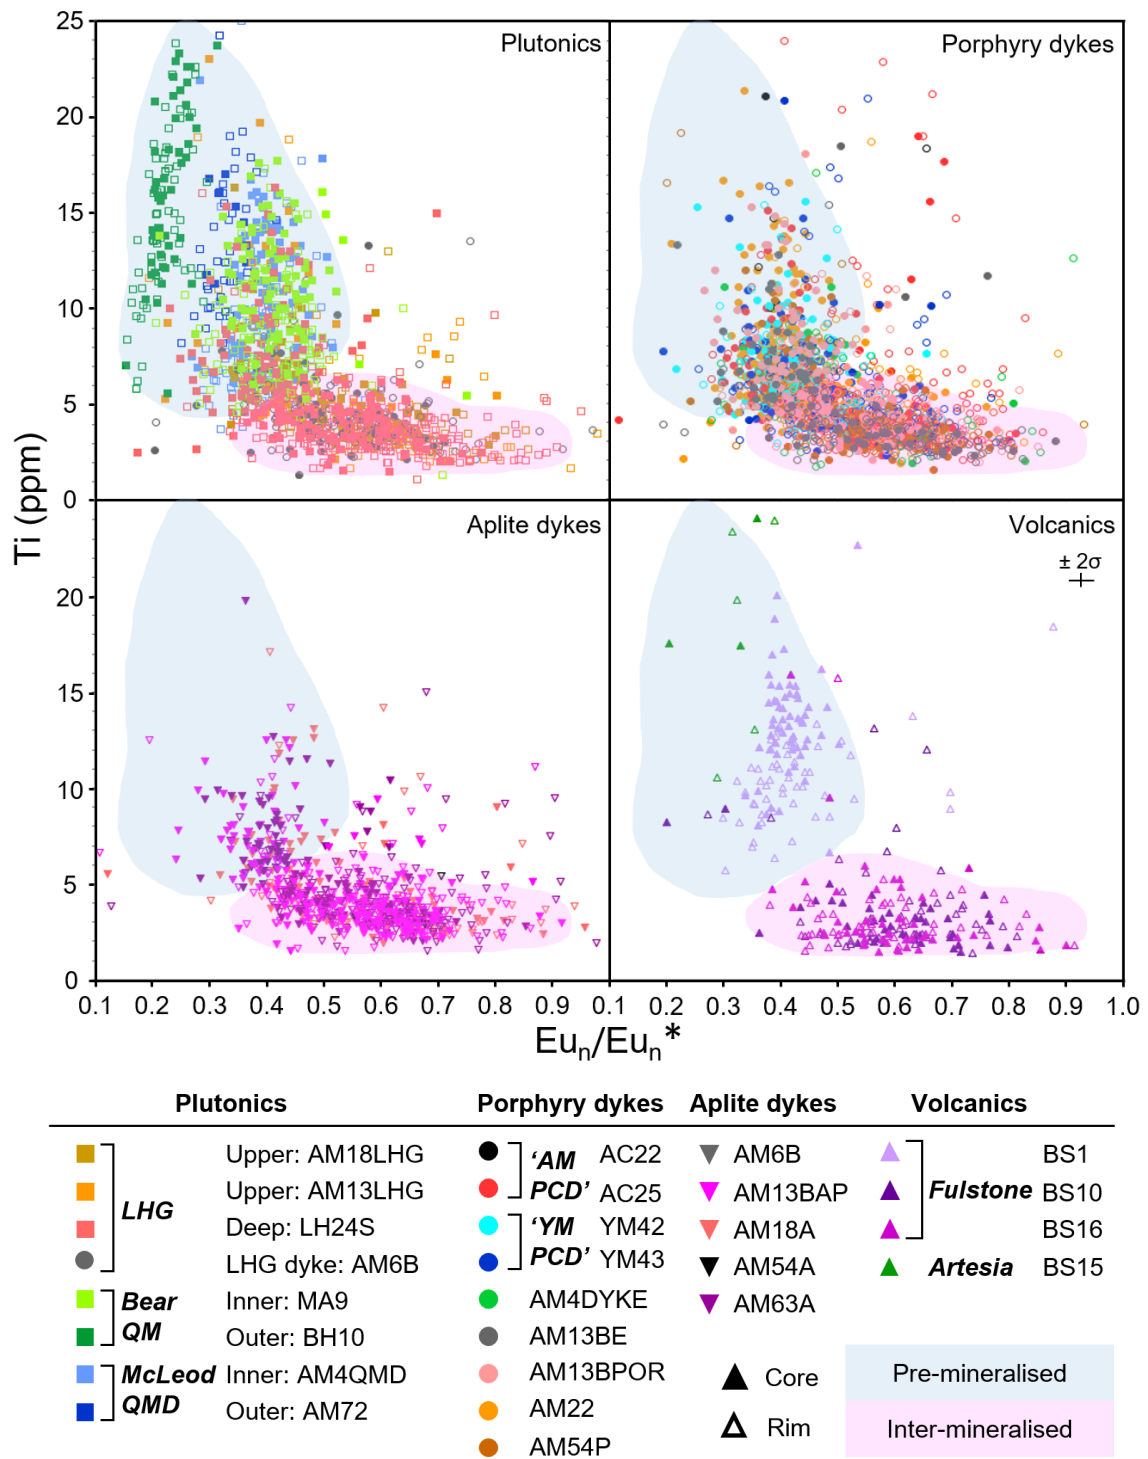 25
20
15
10
5
0
Plutonics
Porphyry dykes
Ti (ppm)
20
15
10
5
0
Aplite dykes
Volcanics
± 2σ
0.1 0.2 0.3 0.4 0.5 0.6 0.7 0.8 0.9 0.1 0.2 0.3 0.4 0.5 0.6 0.7 0.8 0.9 1.0
Euₙ/Euₙ*
Plutonics
LHG
Upper: AM18LHG
Upper: AM13LHG
Deep: LH24S
LHG dyke: AM6B
Bear
QM
Inner: MA9
Outer: BH10
McLeod
QMD
Inner: AM4QMD
Outer: AM72
Porphyry dykes
‘AM
PCD’
AC22
AC25
‘YM
PCD’
YM42
YM43
AM4DYKE
AM13BE
AM13BPOR
AM22
AM54P
Aplite dykes
AM6B
AM13BAP
AM18A
AM54A
AM63A
Core
Rim
Volcanics
Fulstone
BS1
BS10
BS16
Artesia BS15
Pre-mineralised
Inter-mineralised